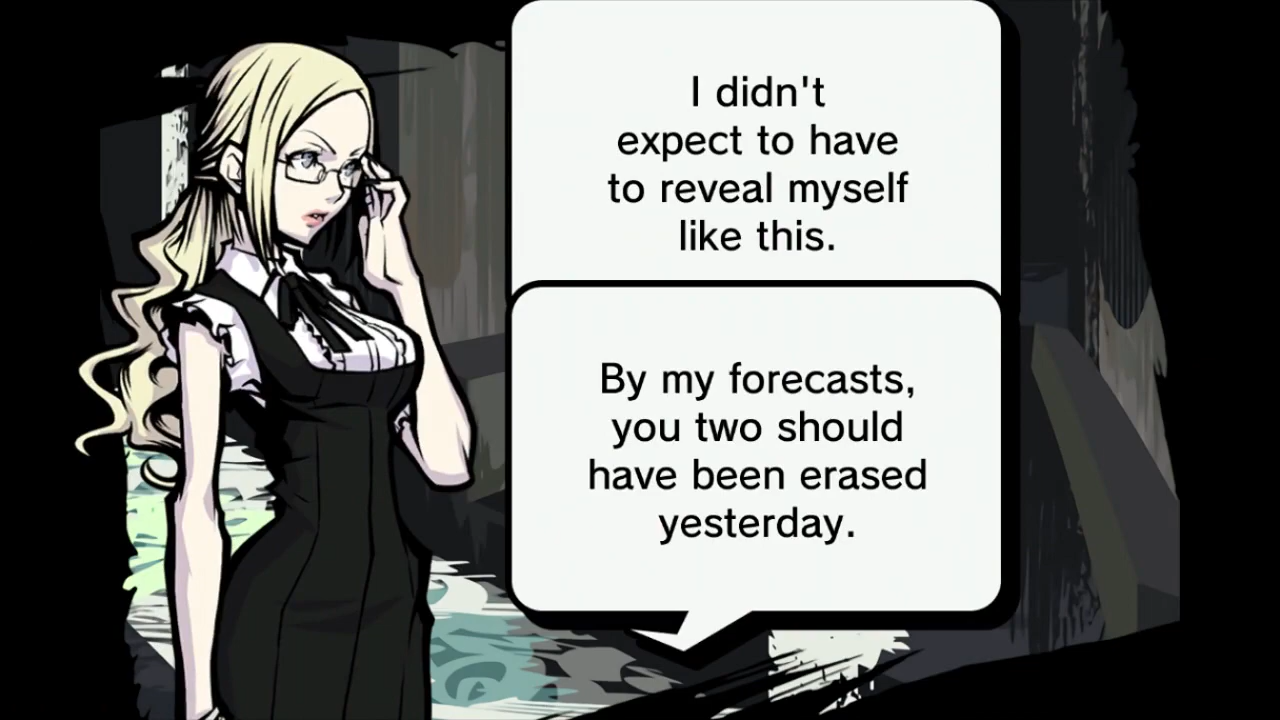 I didn't
expect to have
to reveal myself
like this.
By my forecasts,
you two should
have been erased
yesterday.